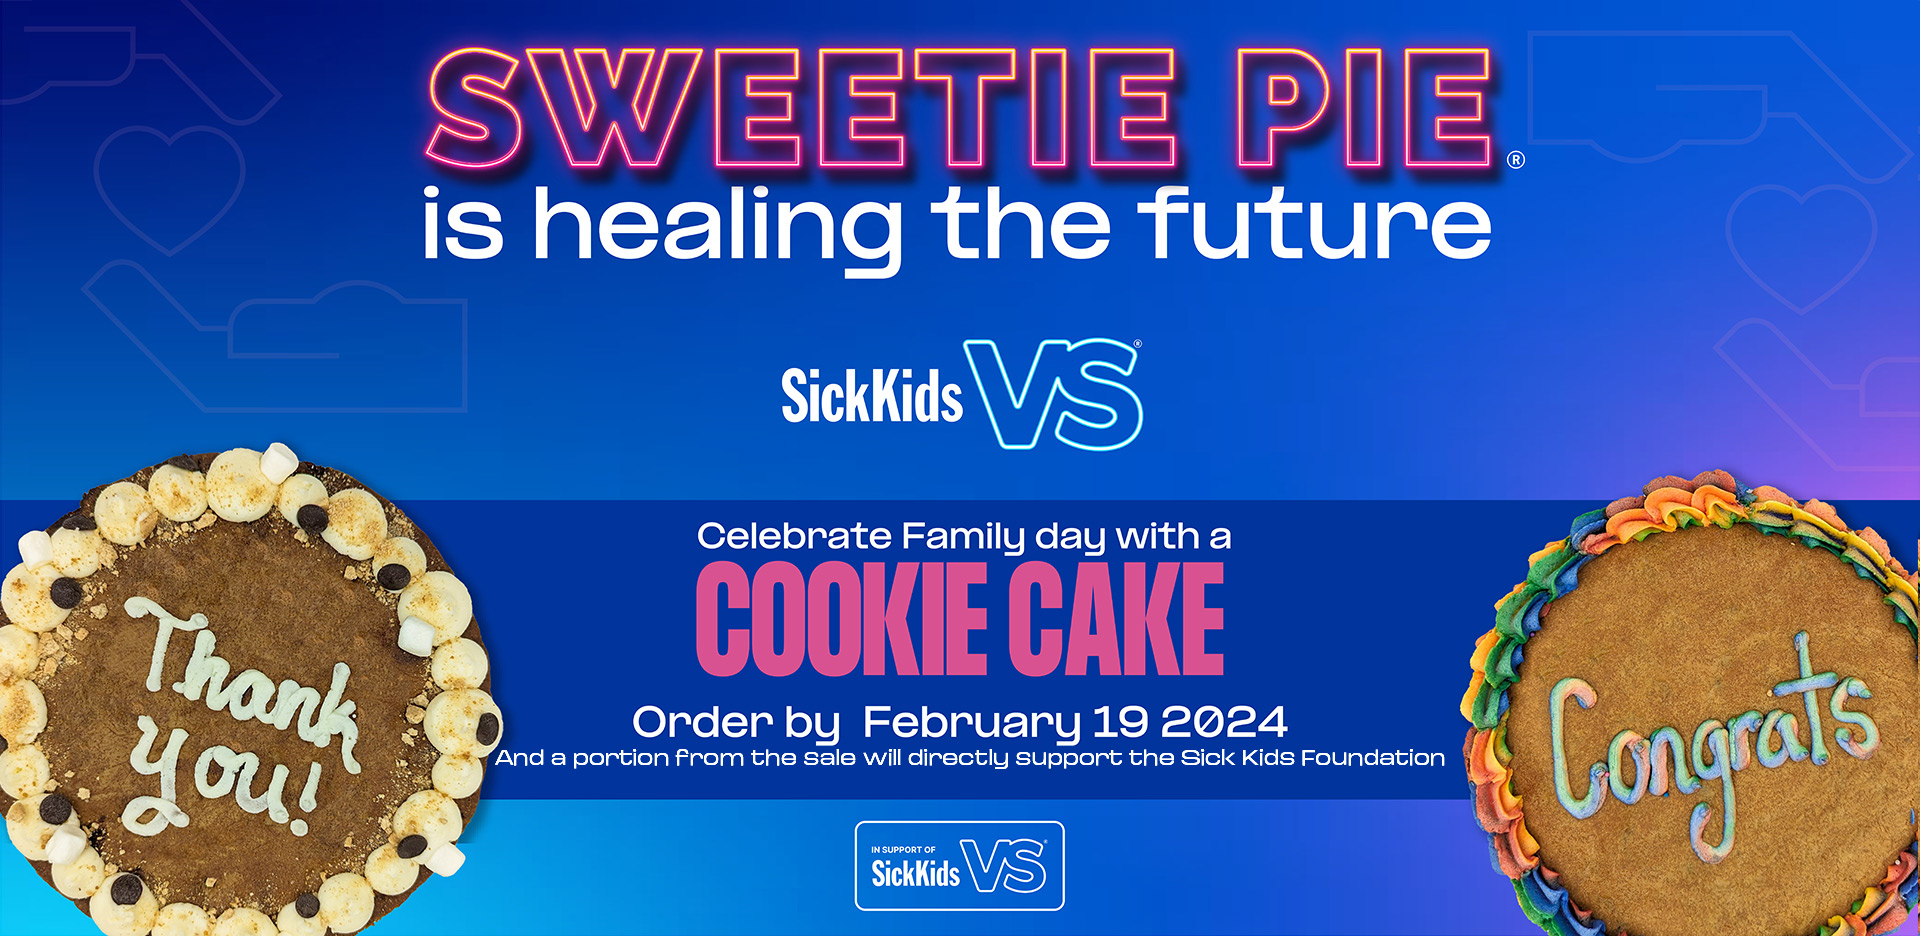 SWEETIE PIE®
is healing the future
SickKids VS®
Celebrate Family day with a
COOKIE CAKE
Order by February 19 2024
And a portion from the sale will directly support the Sick Kids Foundation
Thank
you!
Congrats
IN SUPPORT OF
SickKids VS®